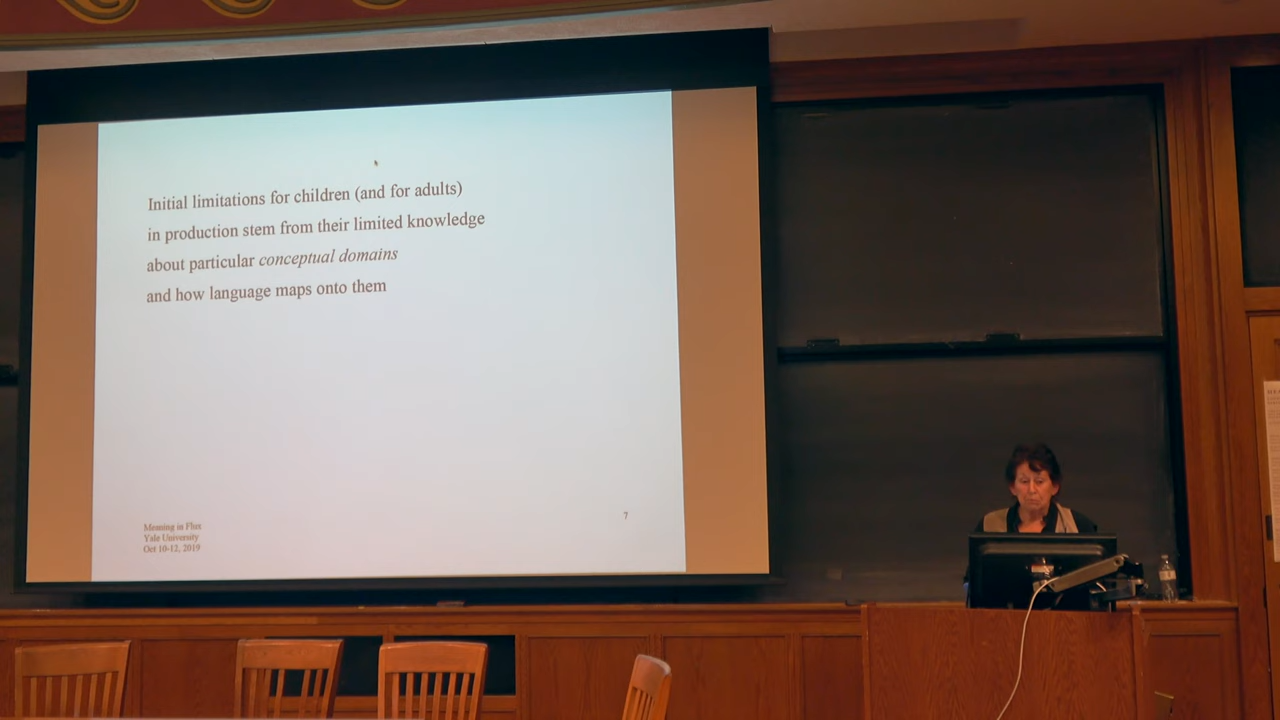 Initial limitations for children (and for adults)
in production stem from their limited knowledge
about particular conceptual domains
and how language maps onto them
7
Meaning in Flux
Yale University
Oct 10-12, 2019